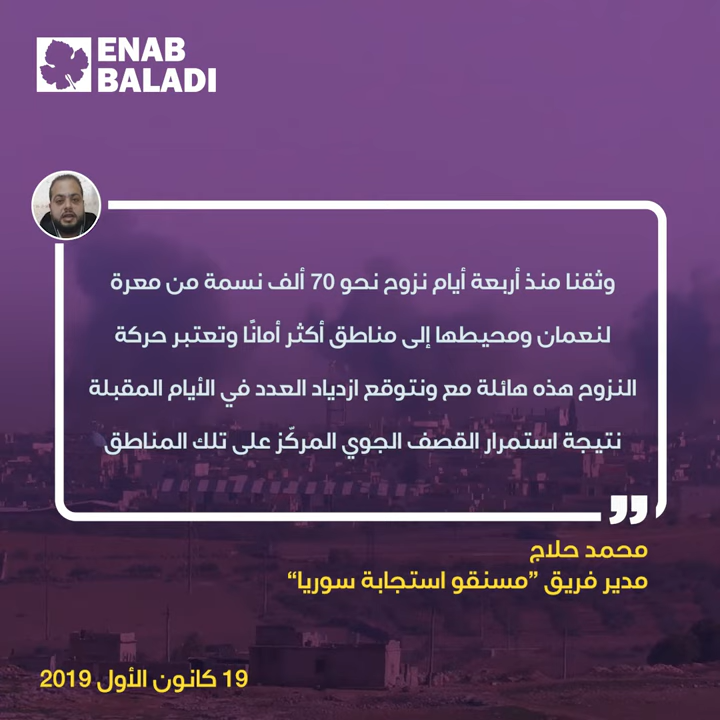 ENAB
BALADI
وثقنا منذ أربعة أيام نزوح نحو 70 ألف نسمة من معرة
لنعمان ومحيطها إلى مناطق أكثر أمانًا وتعتبر حركة
النزوح هذه هائلة مع ونتوقع ازدياد العدد في الأيام المقبلة
نتيجة استمرار القصف الجوي المركّز على تلك المناطق
محمد حلاج
مدير فريق ”مسنقو استجابة سوريا“
19 كانون الأول 2019